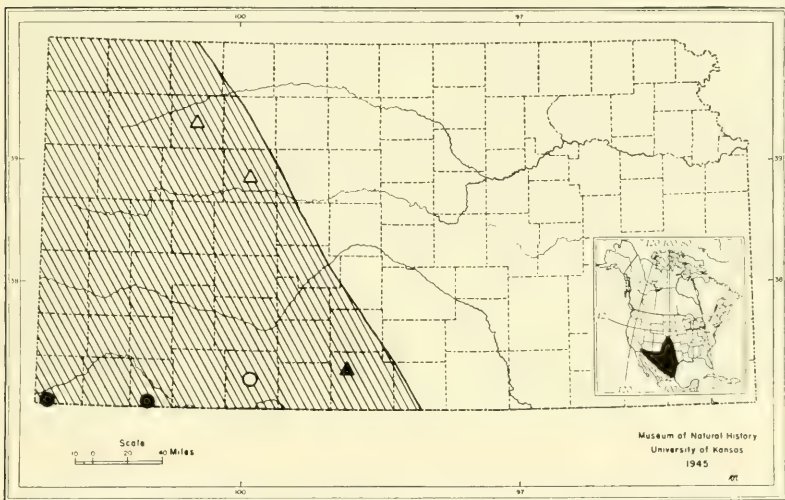 100 97
39 39
38 38
Scale
10 0 20 40 Miles
Museum of Natural History
University of Kansas
1945
100 97